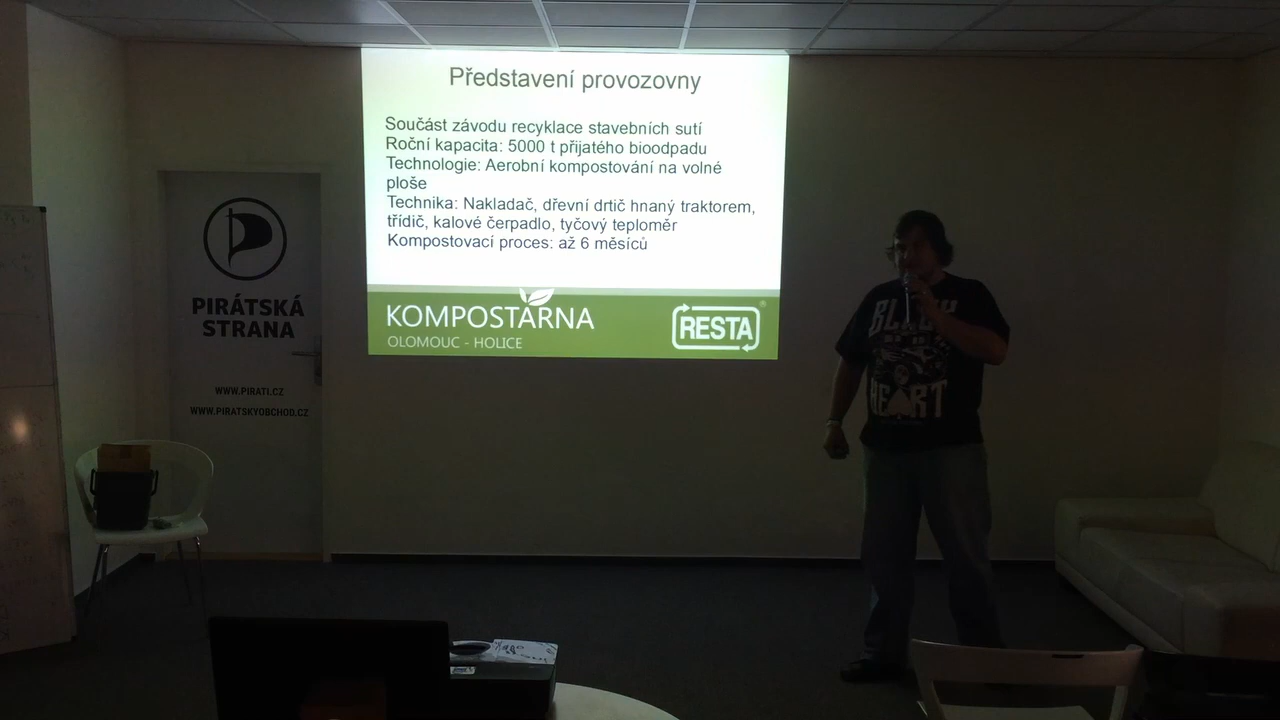 Představení provozovny
Součást závodu recyklace stavebních sutí
Roční kapacita: 5000 t přijatého bioodpadu
Technologie: Aerobní kompostování na volné
ploše
Technika: Nakladač, dřevní drtič hnaný traktorem,
třídič, kalové čerpadlo, tyčový teploměr
Kompostovací proces: až 6 měsíců
KOMPOSTÁRNA
OLOMOUC - HOLICE
RESTA
®
PIRÁTSKÁ
STRANA
WWW.PIRATI.CZ
WWW.PIRATSKYOBCHOD.CZ
BLACK
HEART